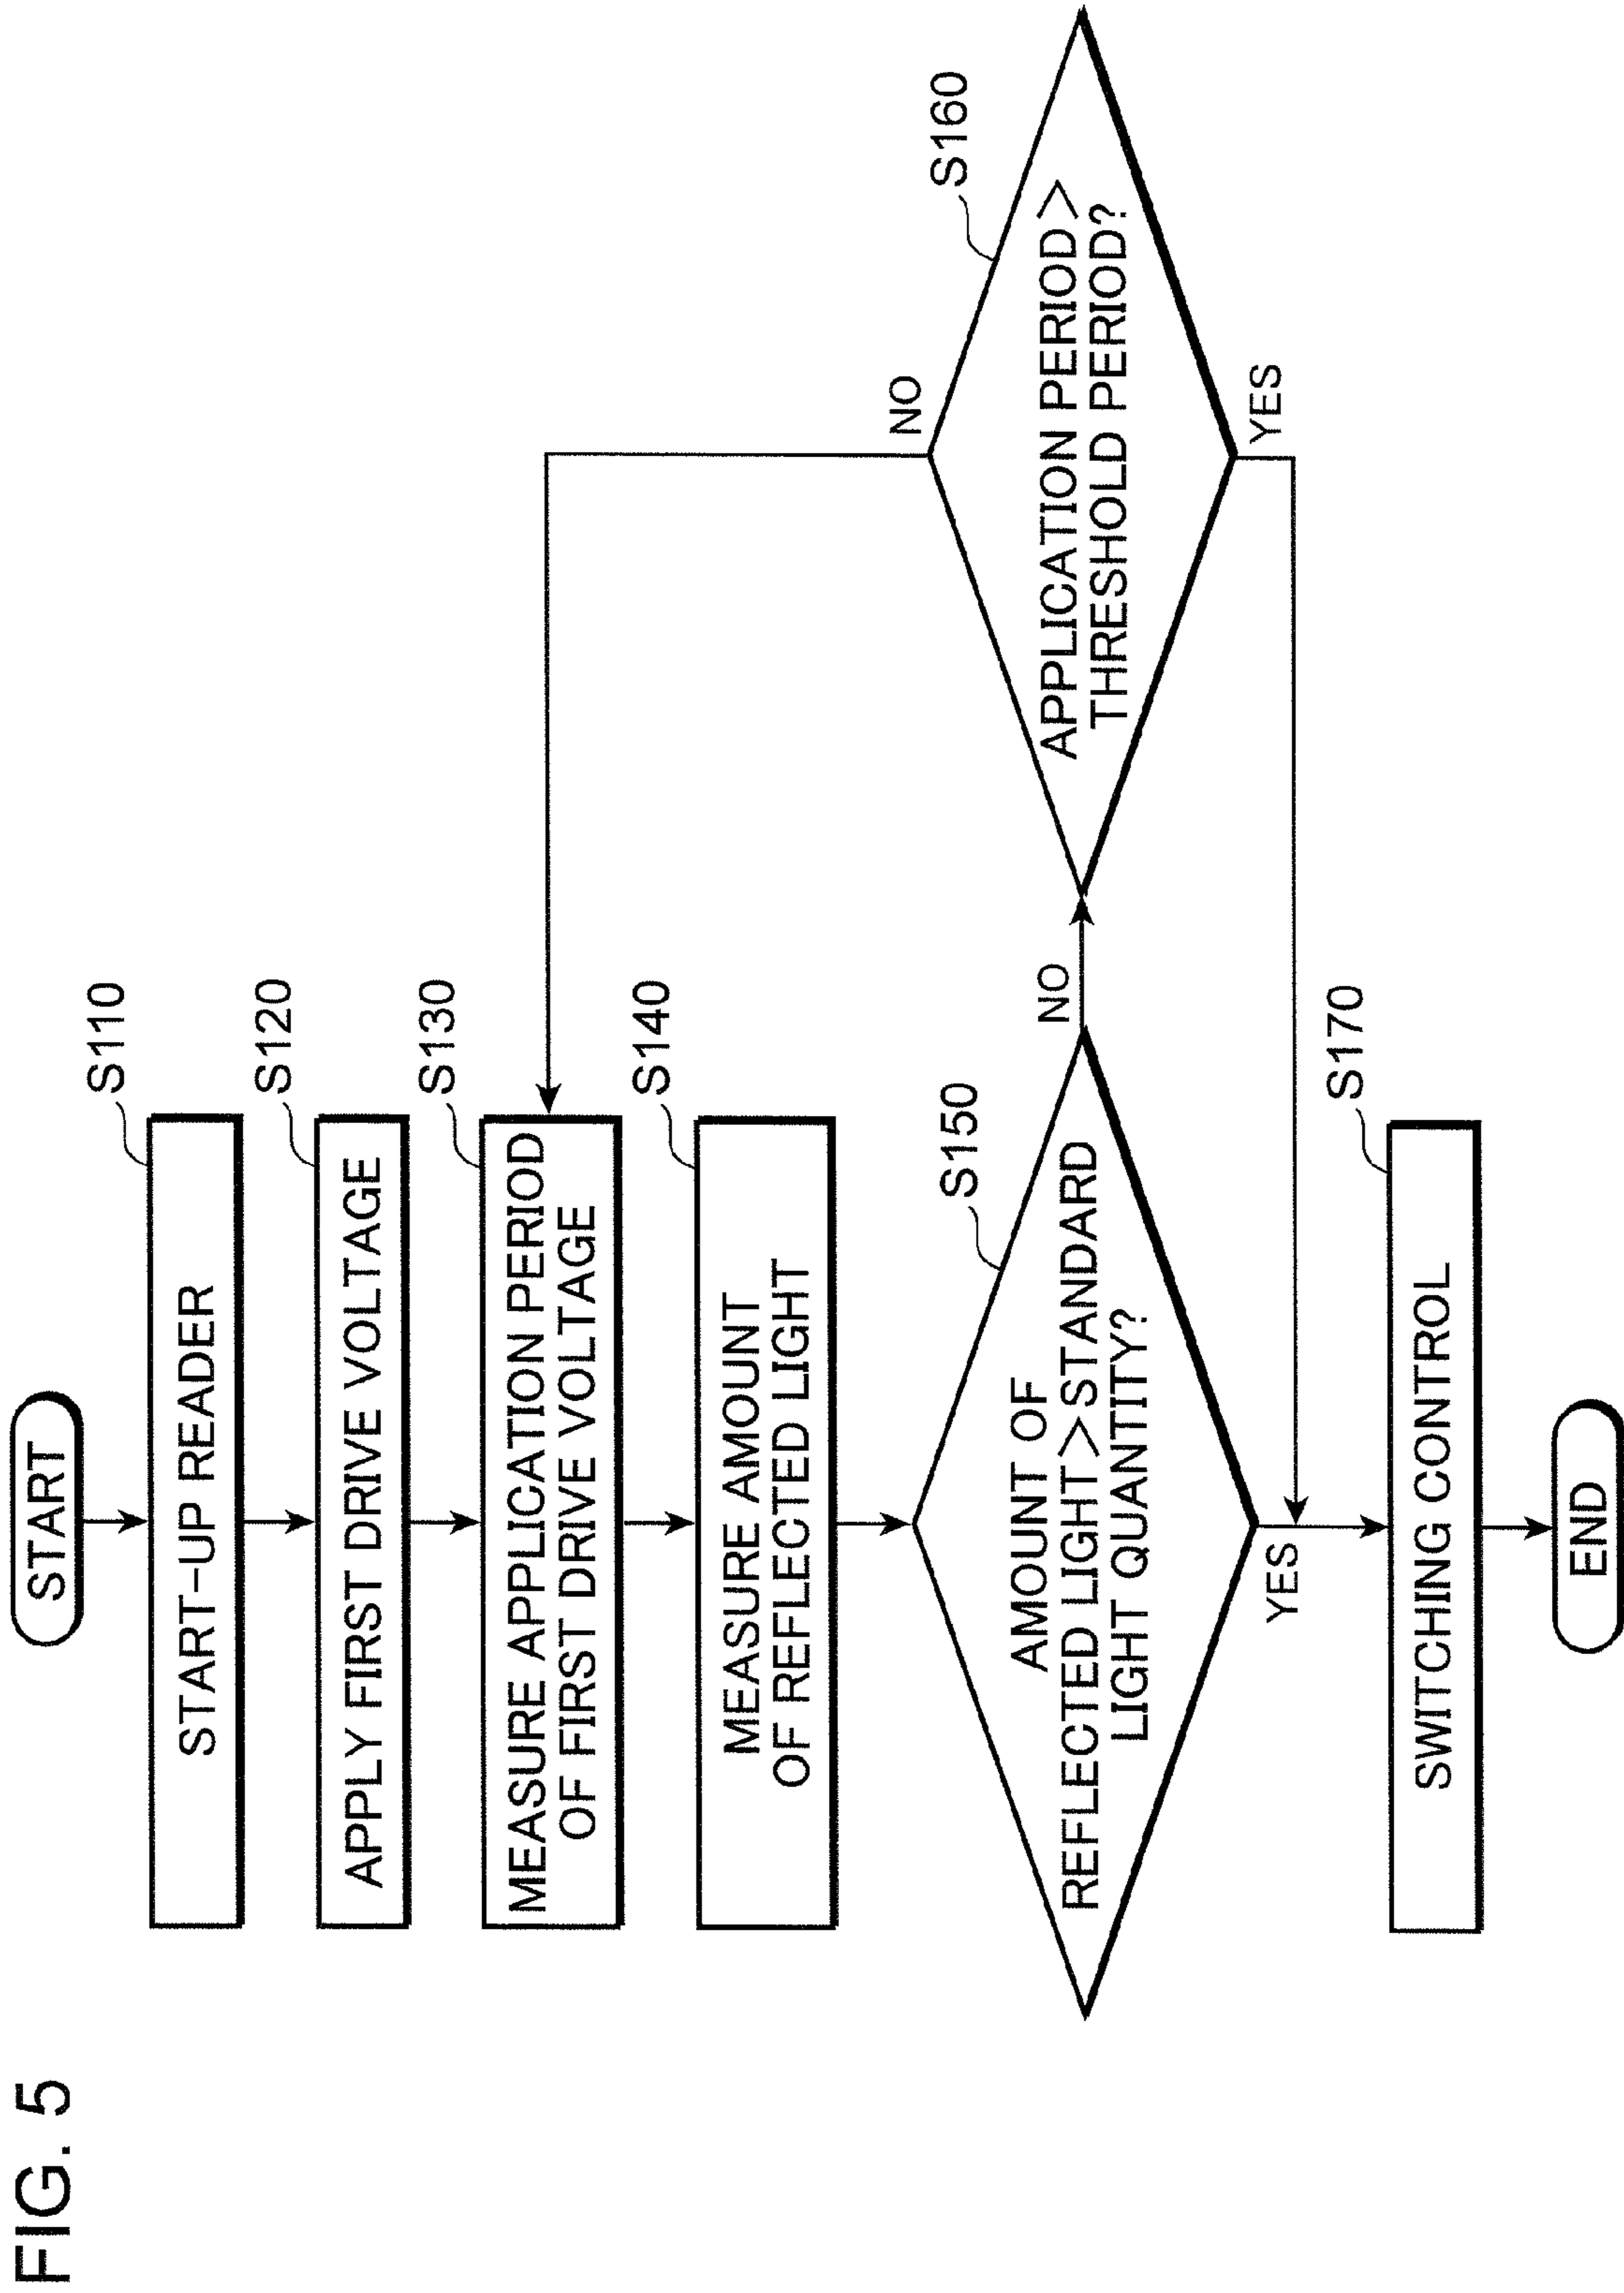 FIG. 5
START
S110
START-UP READER
S120
APPLY FIRST DRIVE VOLTAGE
S130
MEASURE APPLICATION PERIOD
OF FIRST DRIVE VOLTAGE
S140
MEASURE AMOUNT
OF REFLECTED LIGHT
S150
AMOUNT OF
REFLECTED LIGHT>STANDARD
LIGHT QUANTITY?
NO
YES
S160
APPLICATION PERIOD>
THRESHOLD PERIOD?
NO
YES
S170
SWITCHING CONTROL
END